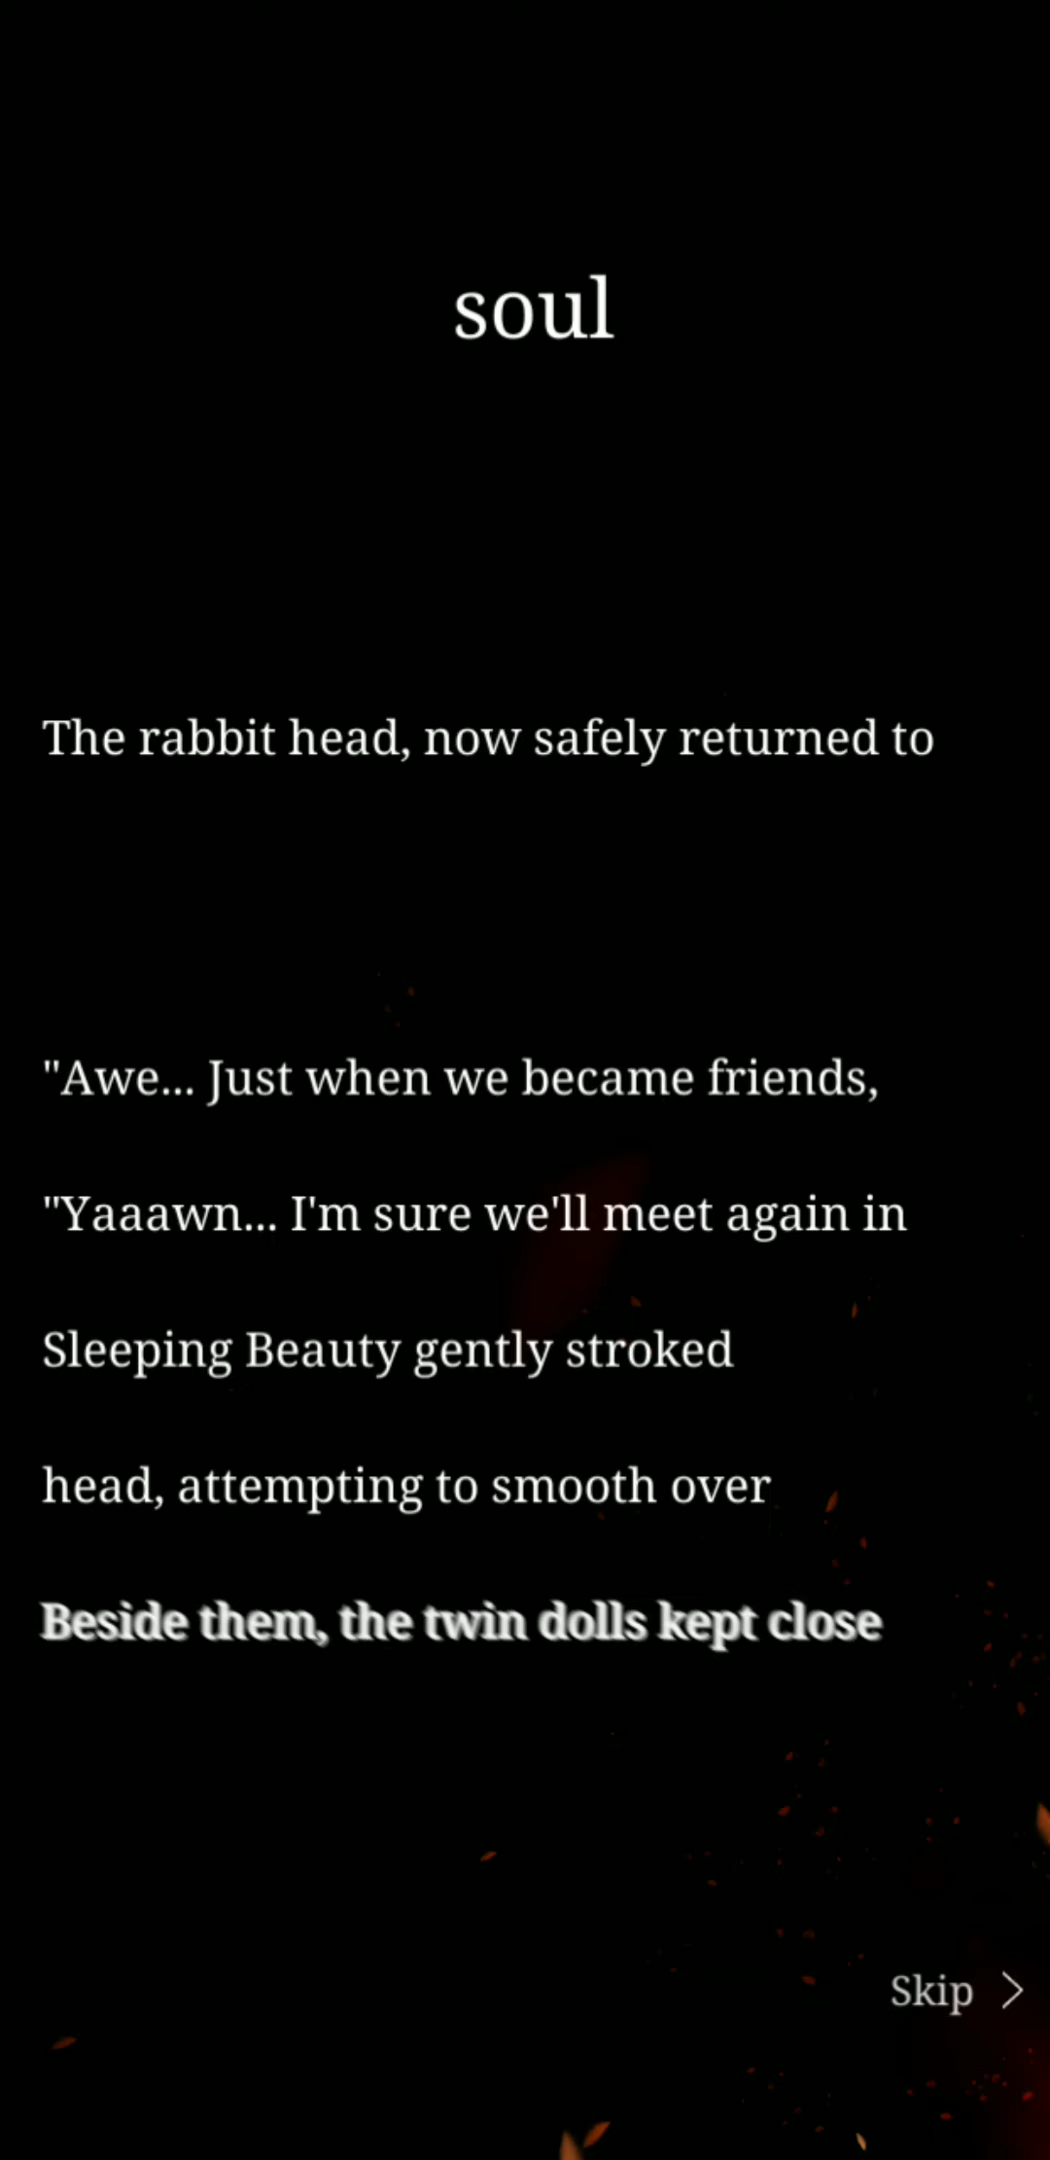 soul
The rabbit head, now safely returned to
"Awe... Just when we became friends,
"Yaaawn... I'm sure we'll meet again in
Sleeping Beauty gently stroked
head, attempting to smooth over
Beside them, the twin dolls kept close
Skip >